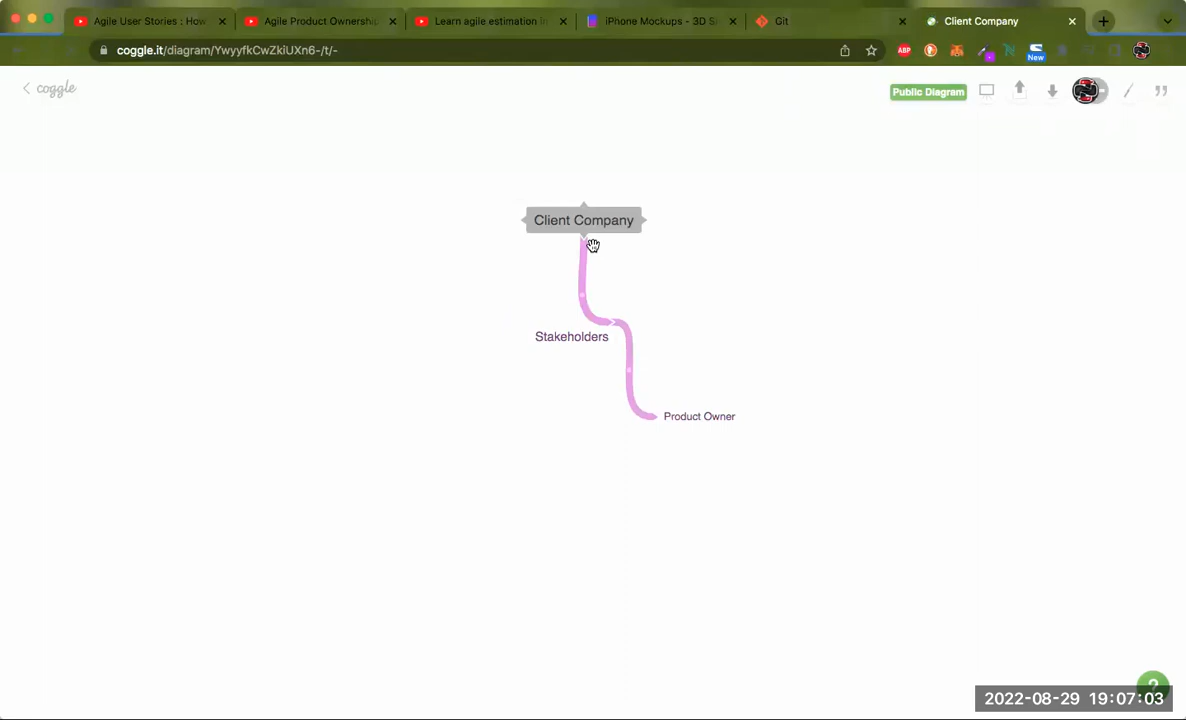 Agile User Stories : How
Agile Product Ownership
Learn agile estimation in
iPhone Mockups - 3D S
Git
Client Company
coggle.it/diagram/YwyyfkCwZkiUXn6-/t/-
ABP
New
coggle
Public Diagram
Client Company
Stakeholders
Product Owner
?
2022-08-29 19:07:03